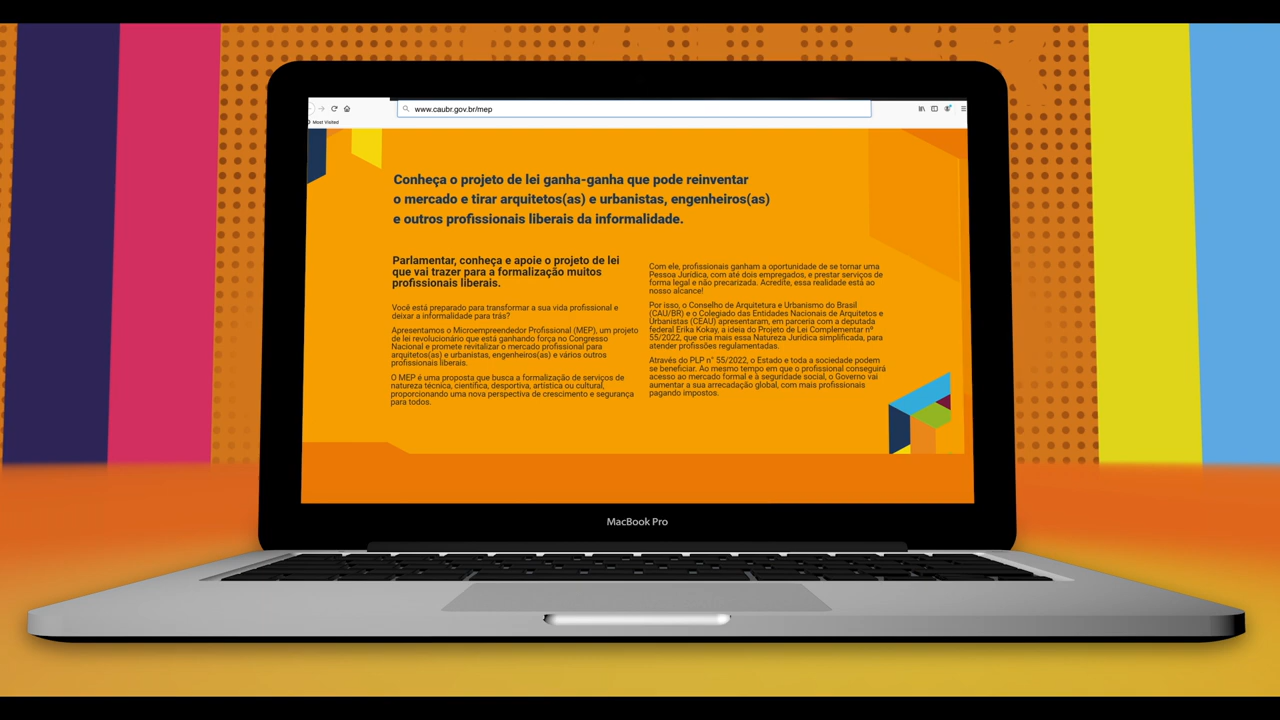 www.caubr.gov.br/mep
Most Visited
Conheça o projeto de lei ganha-ganha que pode reinventar
o mercado e tirar arquitetos(as) e urbanistas, engenheiros(as)
e outros profissionais liberais da informalidade.
Parlamentar, conheça e apoie o projeto de lei
que vai trazer para a formalização muitos
profissionais liberais.
Você está preparado para transformar a sua vida profissional e
deixar a informalidade para trás?
Apresentamos o Microempreendedor Profissional (MEP), um projeto
de lei revolucionário que está ganhando força no Congresso
Nacional e promete revitalizar o mercado profissional para
arquitetos(as) e urbanistas, engenheiros(as) e vários outros
profissionais liberais.
O MEP é uma proposta que busca a formalização de serviços de
natureza técnica, científica, desportiva, artística ou cultural,
proporcionando uma nova perspectiva de crescimento e segurança
para todos.
Com ele, profissionais ganham a oportunidade de se tornar uma
Pessoa Jurídica, com até dois empregados, e prestar serviços de
forma legal e não precarizada. Acredite, essa realidade está ao
nosso alcance!
Por isso, o Conselho de Arquitetura e Urbanismo do Brasil
(CAU/BR) e o Colegiado das Entidades Nacionais de Arquitetos e
Urbanistas (CEAU) apresentaram, em parceria com a deputada
federal Erika Kokay, a ideia do Projeto de Lei Complementar nº
55/2022, que cria mais essa Natureza Jurídica simplificada, para
atender profissões regulamentadas.
Através do PLP n° 55/2022, o Estado e toda a sociedade podem
se beneficiar. Ao mesmo tempo em que o profissional conseguirá
acesso ao mercado formal e à seguridade social, o Governo vai
aumentar a sua arrecadação global, com mais profissionais
pagando impostos.
MacBook Pro